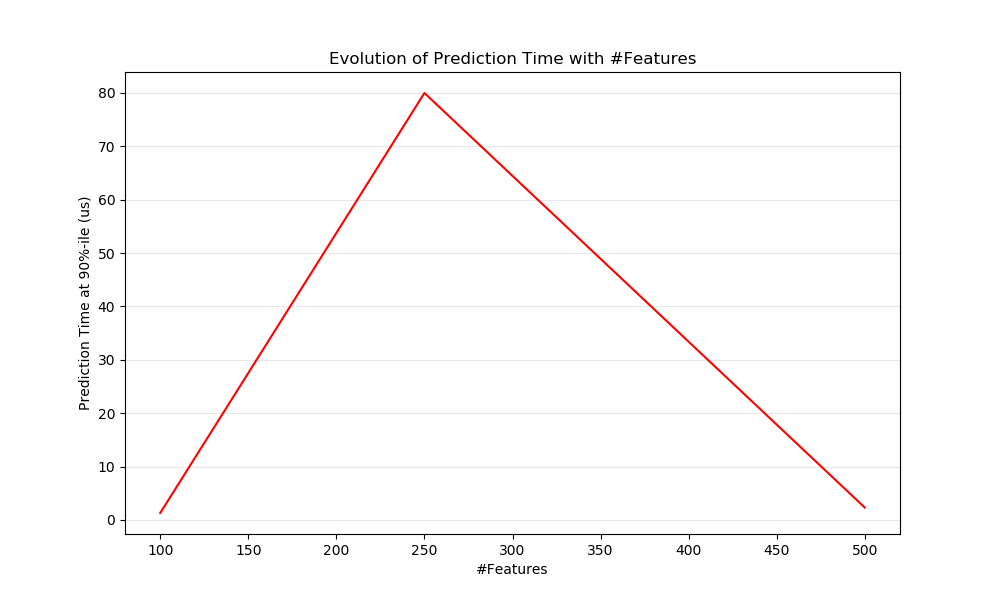 Evolution of Prediction Time with #Features
Prediction Time at 90%-ile (us)
80
70
60
50
40
30
20
10
0
100 150 200 250 300 350 400 450 500
#Features